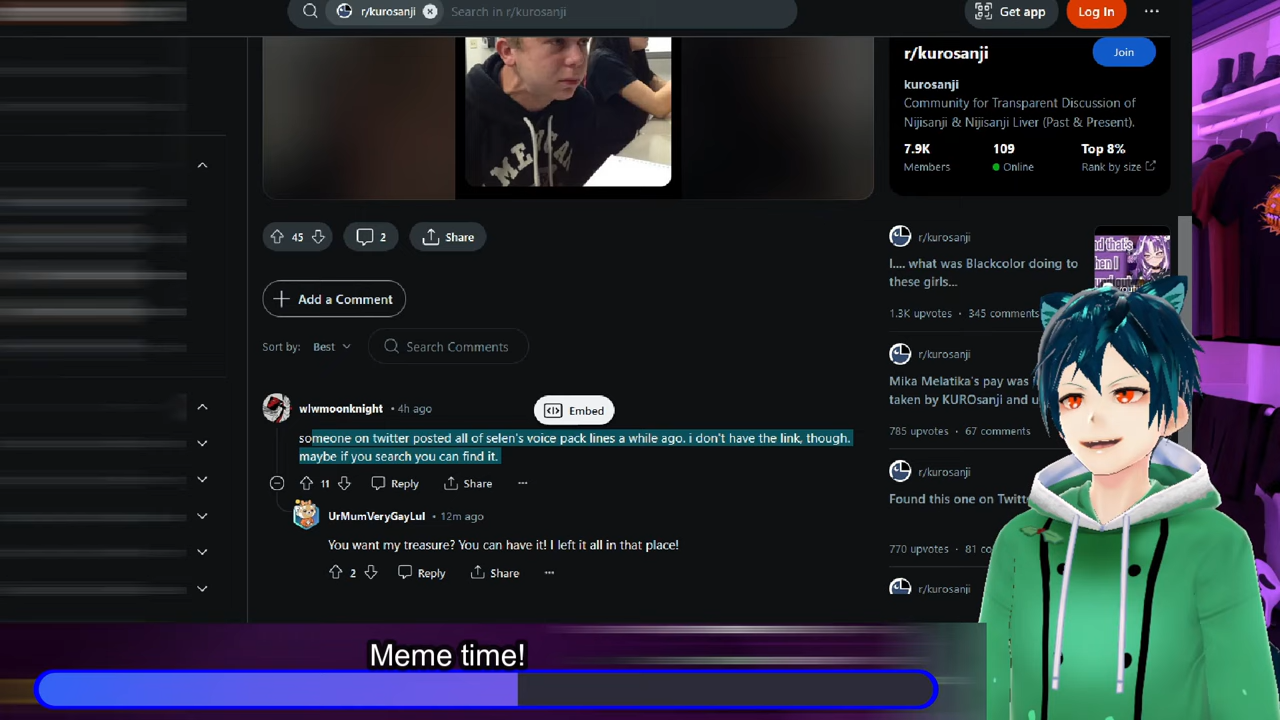 r/kurosanji
Search in r/kurosanji
Get app
Log In
r/kurosanji
Join
kurosanji
Community for Transparent Discussion of
Nijisanji & Nijisanji Liver (Past & Present).
7.9K
109
Top 8%
Members
Online
Rank by size
45
2
Share
Add a Comment
Sort by:
Best
Search Comments
wlwmoonknight
• 4h ago
Embed
someone on twitter posted all of selen's voice pack lines a while ago. i don't have the link, though.
maybe if you search you can find it.
11
Reply
Share
UrMumVeryGayLul • 12m ago
You want my treasure? You can have it! I left it all in that place!
2
Reply
Share
r/kurosanji
I.... what was Blackcolor doing to
these girls...
1.3K upvotes • 345 comments
r/kurosanji
Mika Melatika's pay was
taken by KUROsanji and u
785 upvotes • 67 comments
r/kurosanji
Found this one on Twitt
770 upvotes • 81 co
r/kurosanji
Meme time!